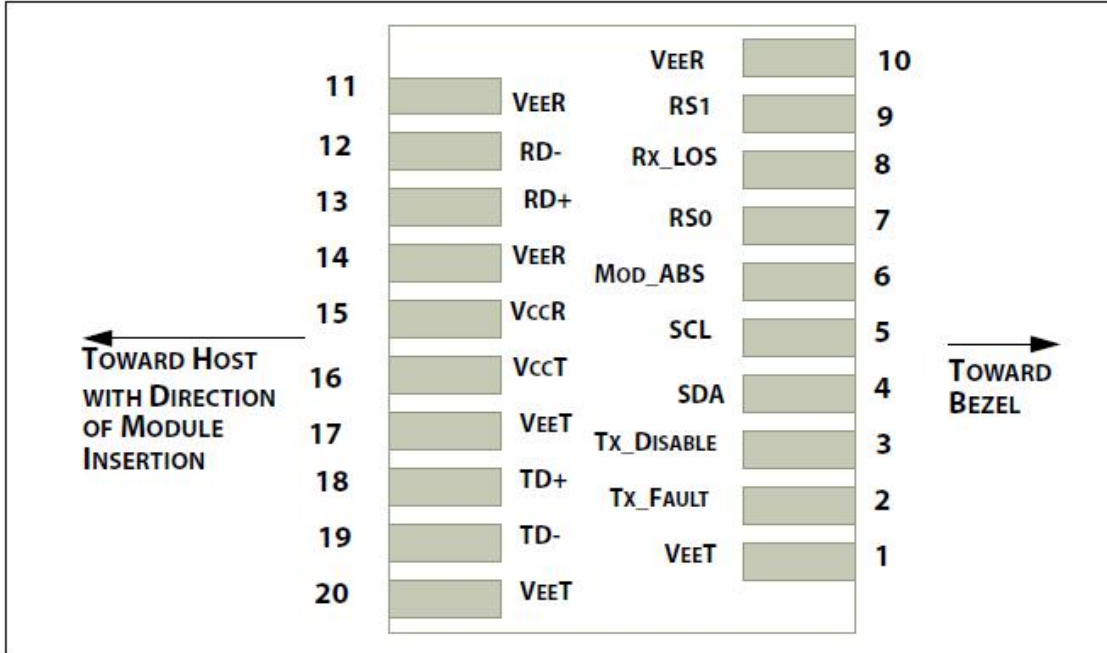 VEER 10
11 VEER
RS1 9
12 RD-
RX_LOS 8
13 RD+
RS0 7
14 VEER
MOD_ABS 6
15 VCCR
SCL 5
16 VCCT
SDA 4
17 VEET
TX_DISABLE 3
18 TD+
TX_FAULT 2
19 TD-
VEET 1
20 VEET
TOWARD HOST
WITH DIRECTION
OF MODULE
INSERTION
TOWARD
BEZEL